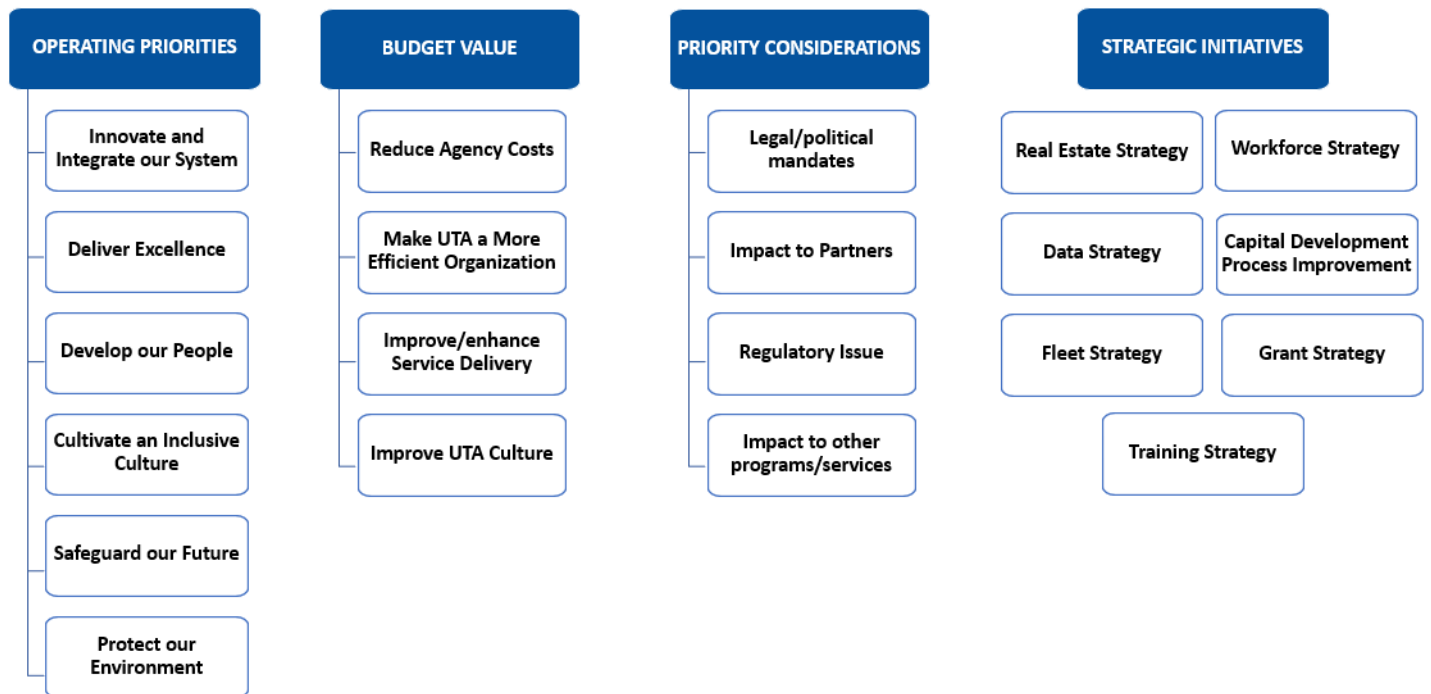 OPERATING PRIORITIES
Innovate and
Integrate our System
Deliver Excellence
Develop our People
Cultivate an Inclusive
Culture
Safeguard our Future
Protect our
Environment
BUDGET VALUE
Reduce Agency Costs
Make UTA a More
Efficient Organization
Improve/enhance
Service Delivery
Improve UTA Culture
PRIORITY CONSIDERATIONS
Legal/political
mandates
Impact to Partners
Regulatory Issue
Impact to other
programs/services
STRATEGIC INITIATIVES
Real Estate Strategy
Workforce Strategy
Data Strategy
Capital Development
Process Improvement
Fleet Strategy
Grant Strategy
Training Strategy